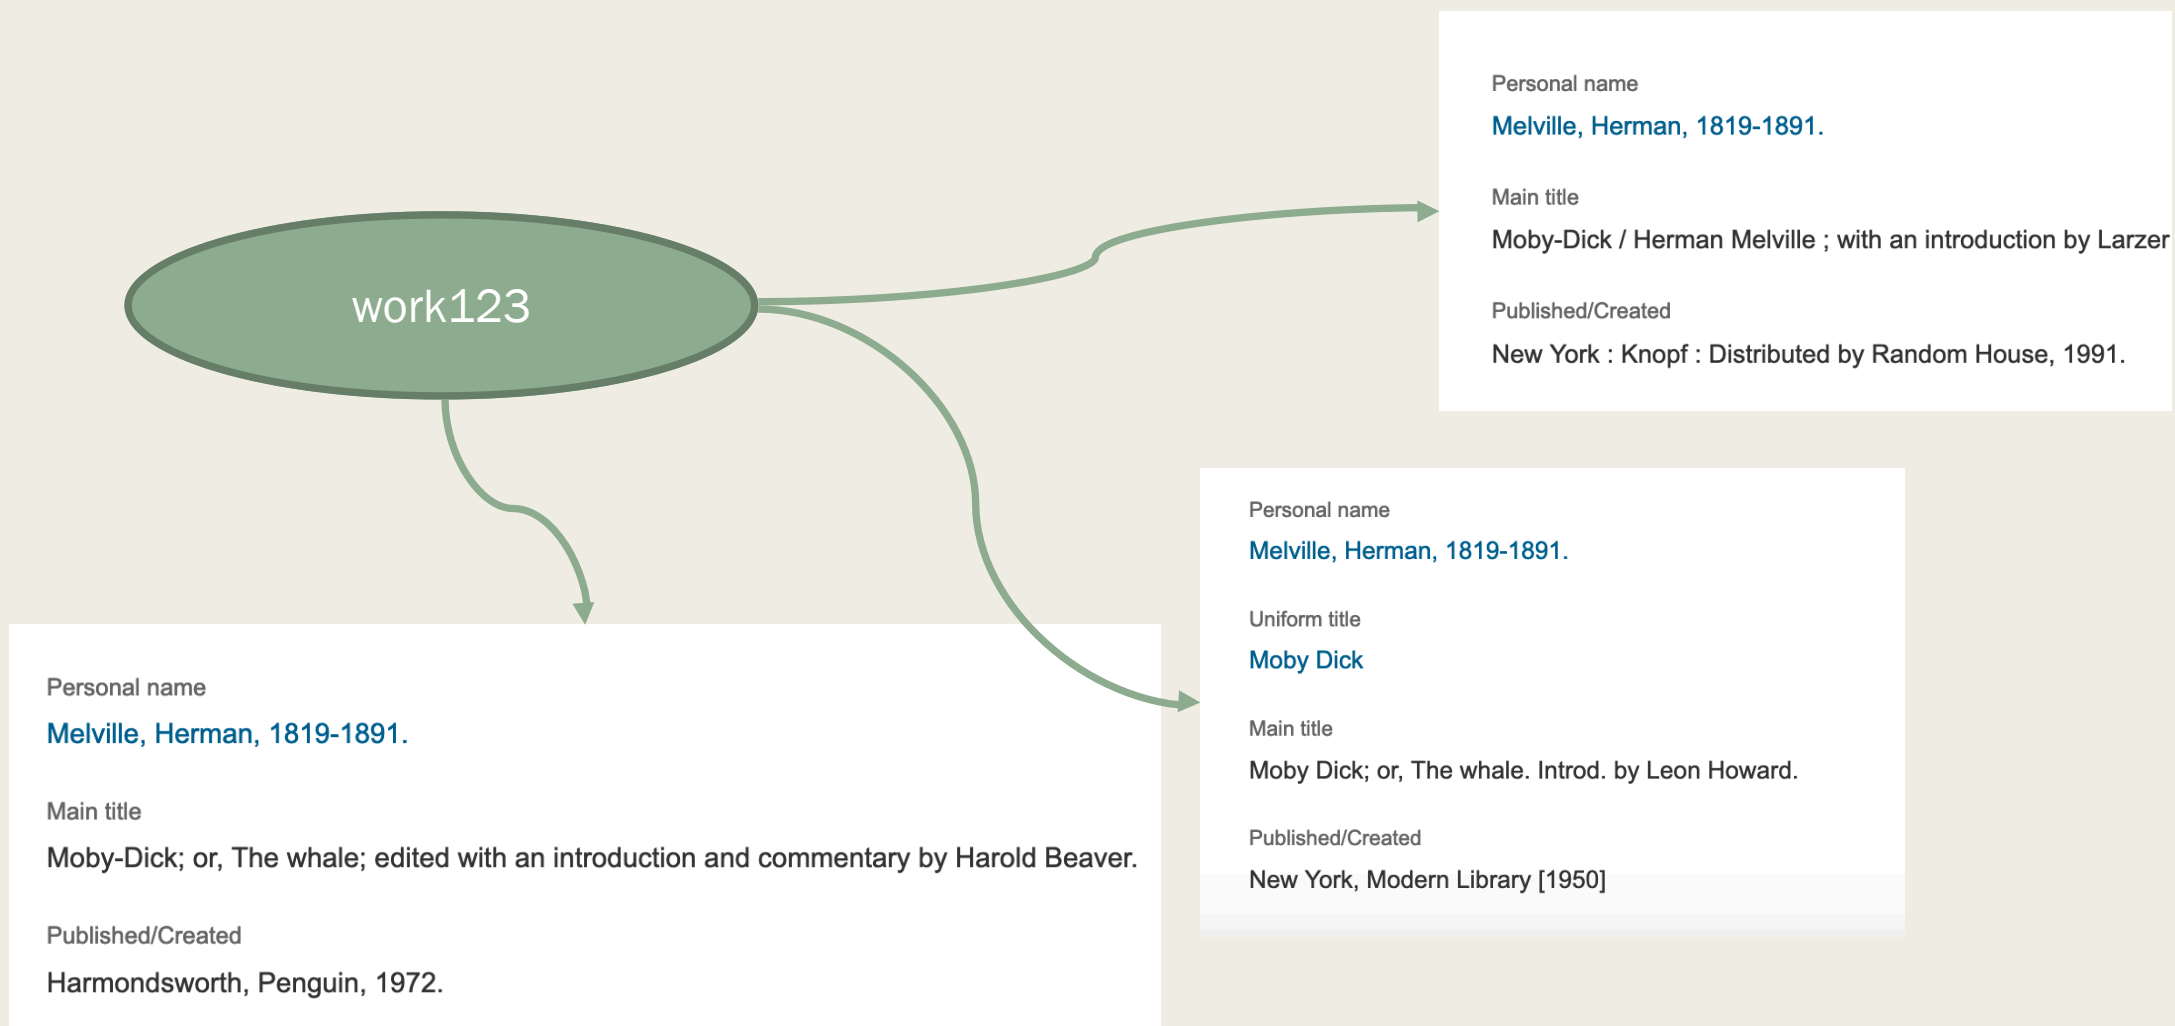 work123
Personal name
Melville, Herman, 1819-1891.
Main title
Moby-Dick / Herman Melville ; with an introduction by Larzer
Published/Created
New York : Knopf : Distributed by Random House, 1991.
Personal name
Melville, Herman, 1819-1891.
Uniform title
Moby Dick
Main title
Moby Dick; or, The whale. Introd. by Leon Howard.
Published/Created
New York, Modern Library [1950]
Personal name
Melville, Herman, 1819-1891.
Main title
Moby-Dick; or, The whale; edited with an introduction and commentary by Harold Beaver.
Published/Created
Harmondsworth, Penguin, 1972.